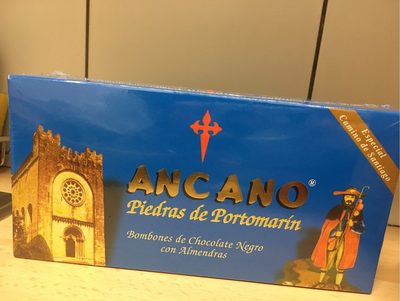 Especial
Camino de Santiago
ANCANO®
Piedras de Portomarín
Bombones de Chocolate Negro
con Almendras